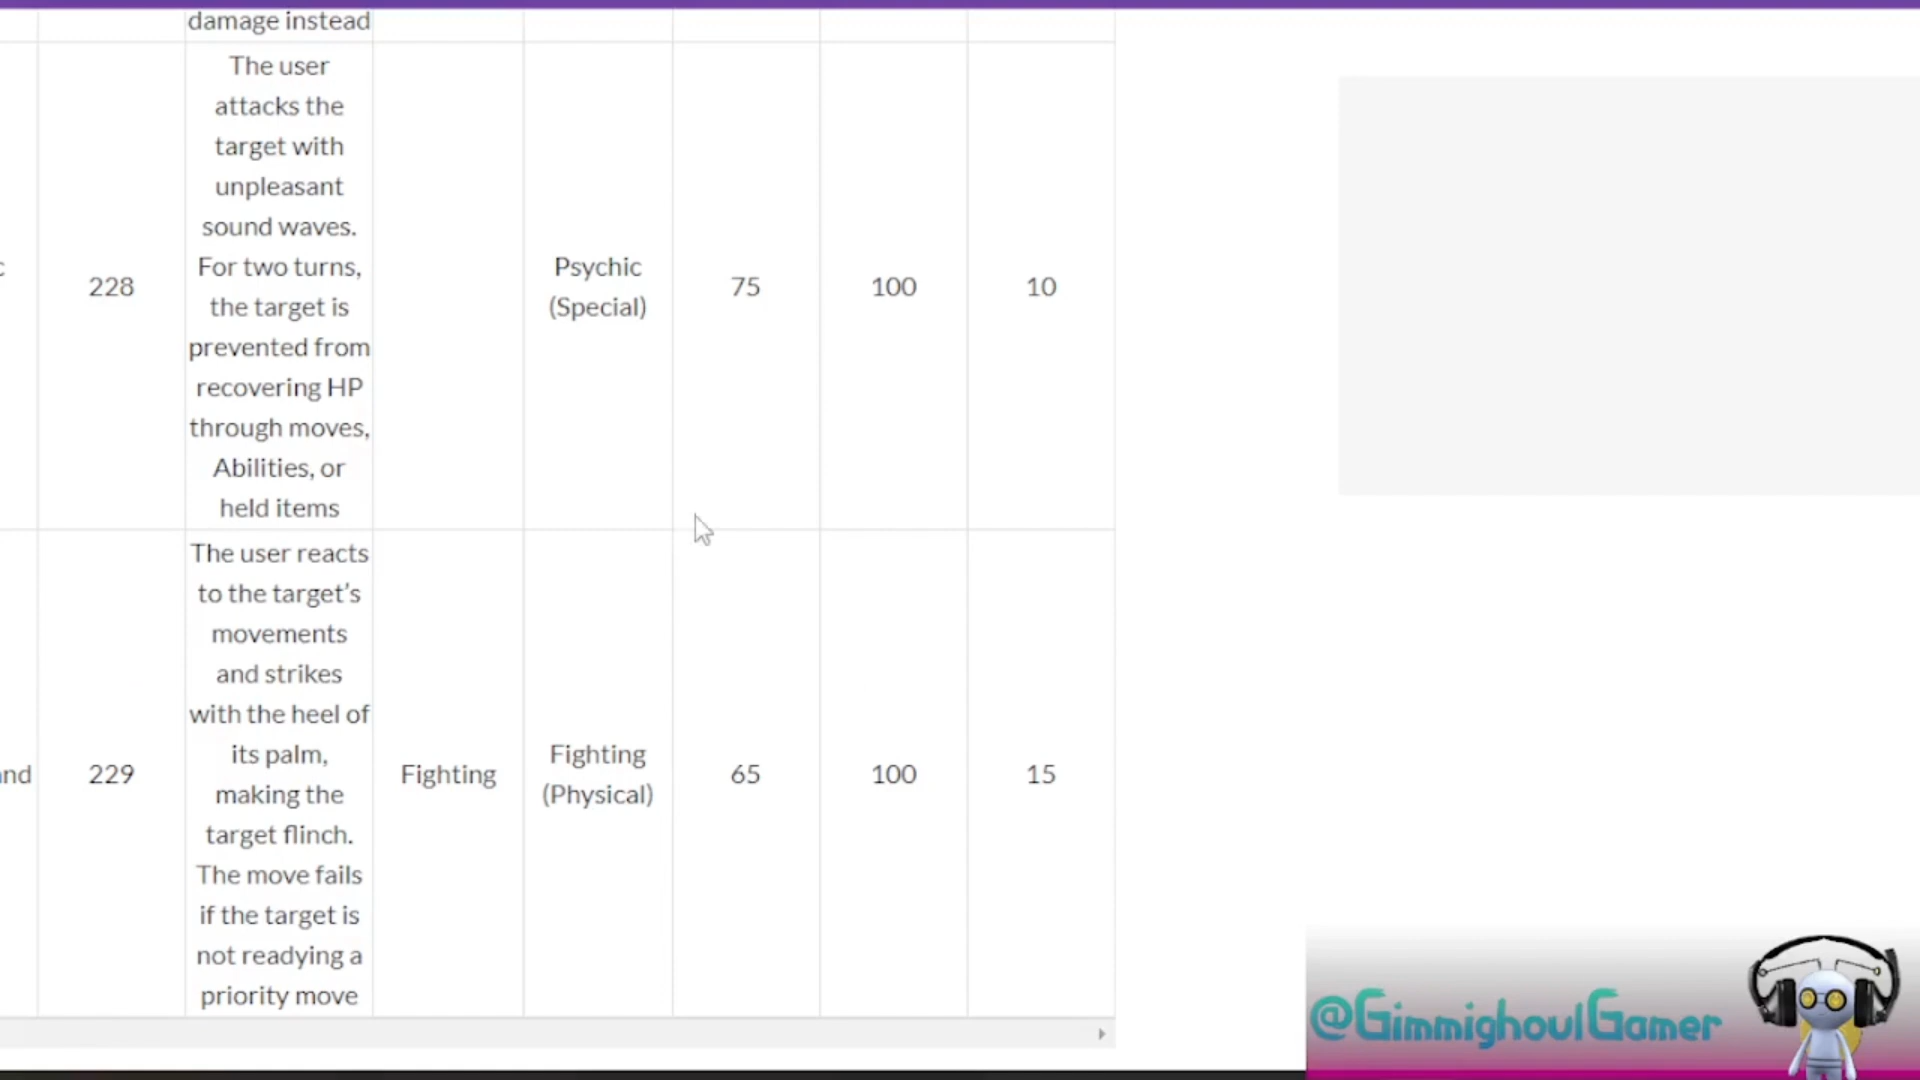 damage instead
The user
attacks the
target with
unpleasant
sound waves.
For two turns,
the target is
prevented from
recovering HP
through moves,
Abilities, or
held items
c
228
Psychic
(Special)
75
100
10
The user reacts
to the target's
movements
and strikes
with the heel of
its palm,
making the
target flinch.
The move fails
if the target is
not readying a
priority move
and
229
Fighting
Fighting
(Physical)
65
100
15
@GimmighoulGamer